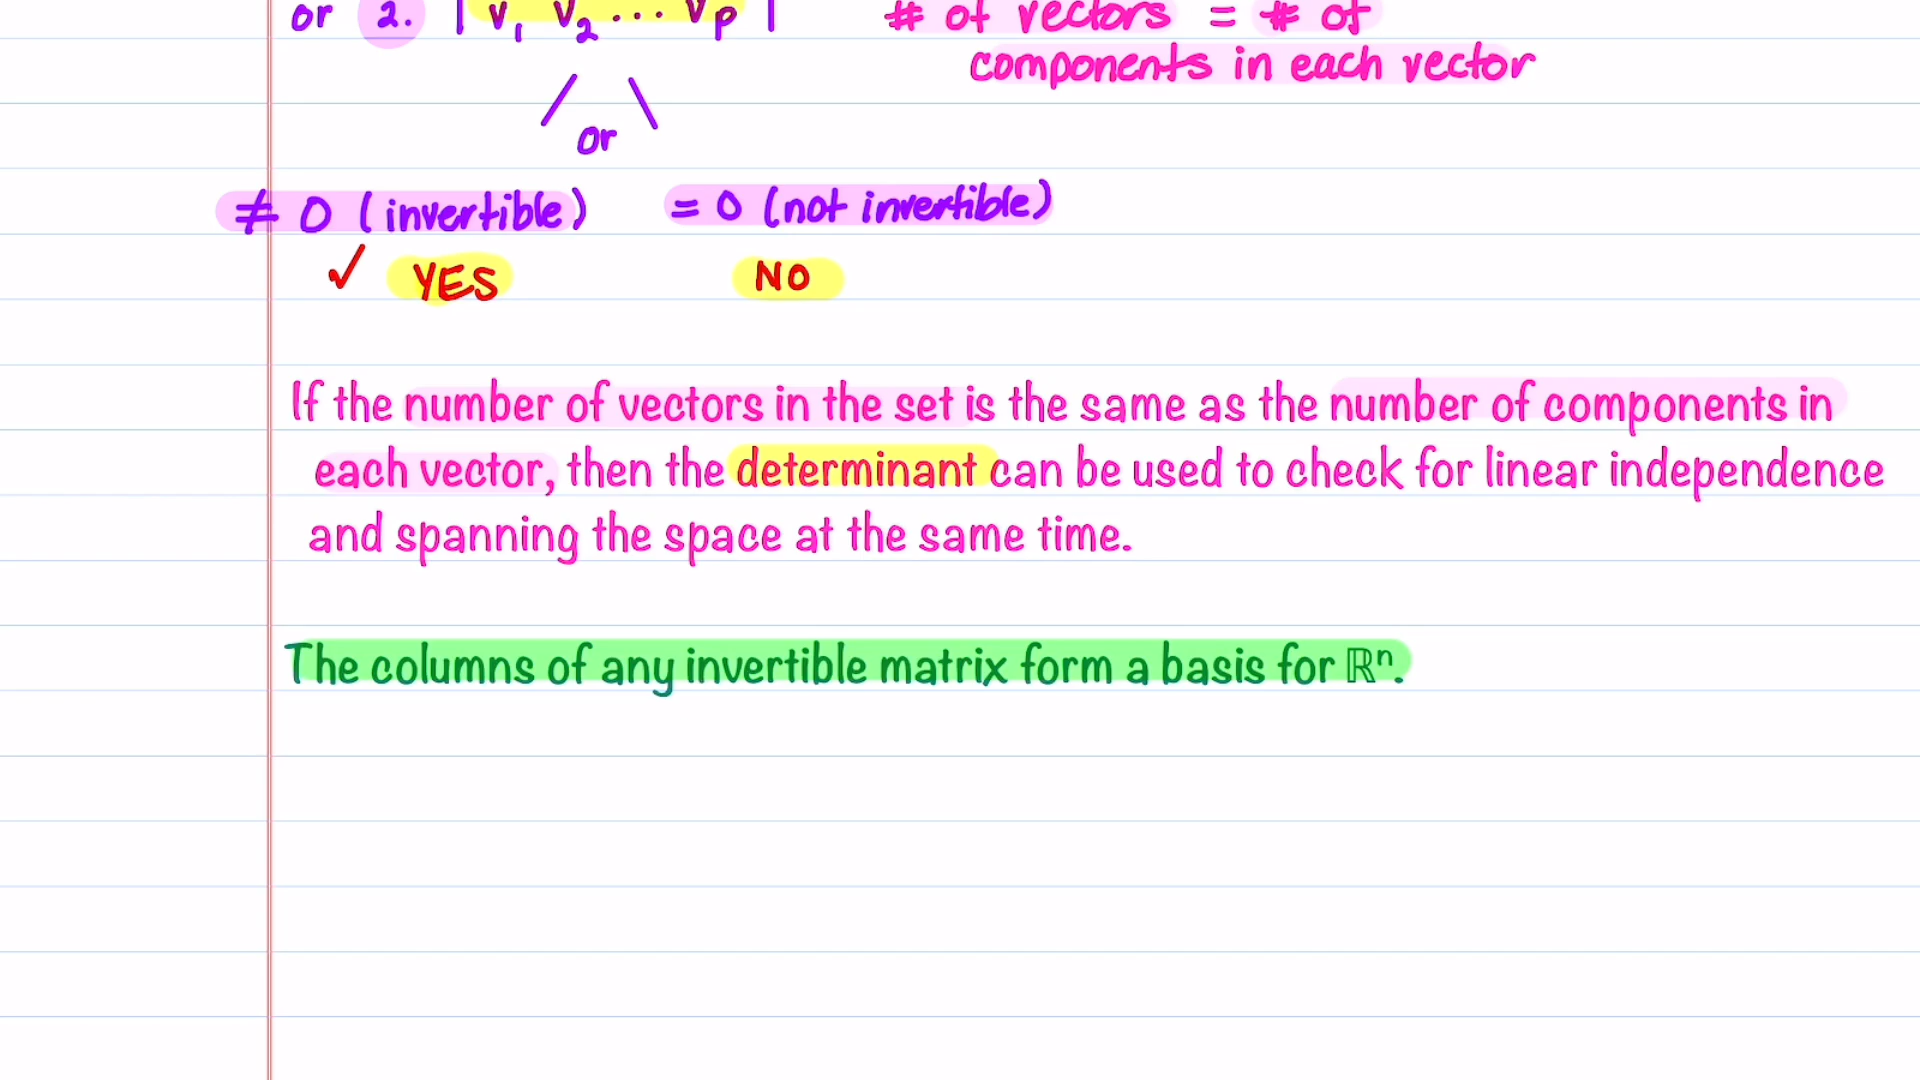 or 2. | v₁ v₂ ... vₚ | # of vectors = # of
components in each vector
or
≠ 0 (invertible) = 0 (not invertible)
✓ YES NO
If the number of vectors in the set is the same as the number of components in
each vector, then the determinant can be used to check for linear independence
and spanning the space at the same time.
The columns of any invertible matrix form a basis for ℝⁿ.